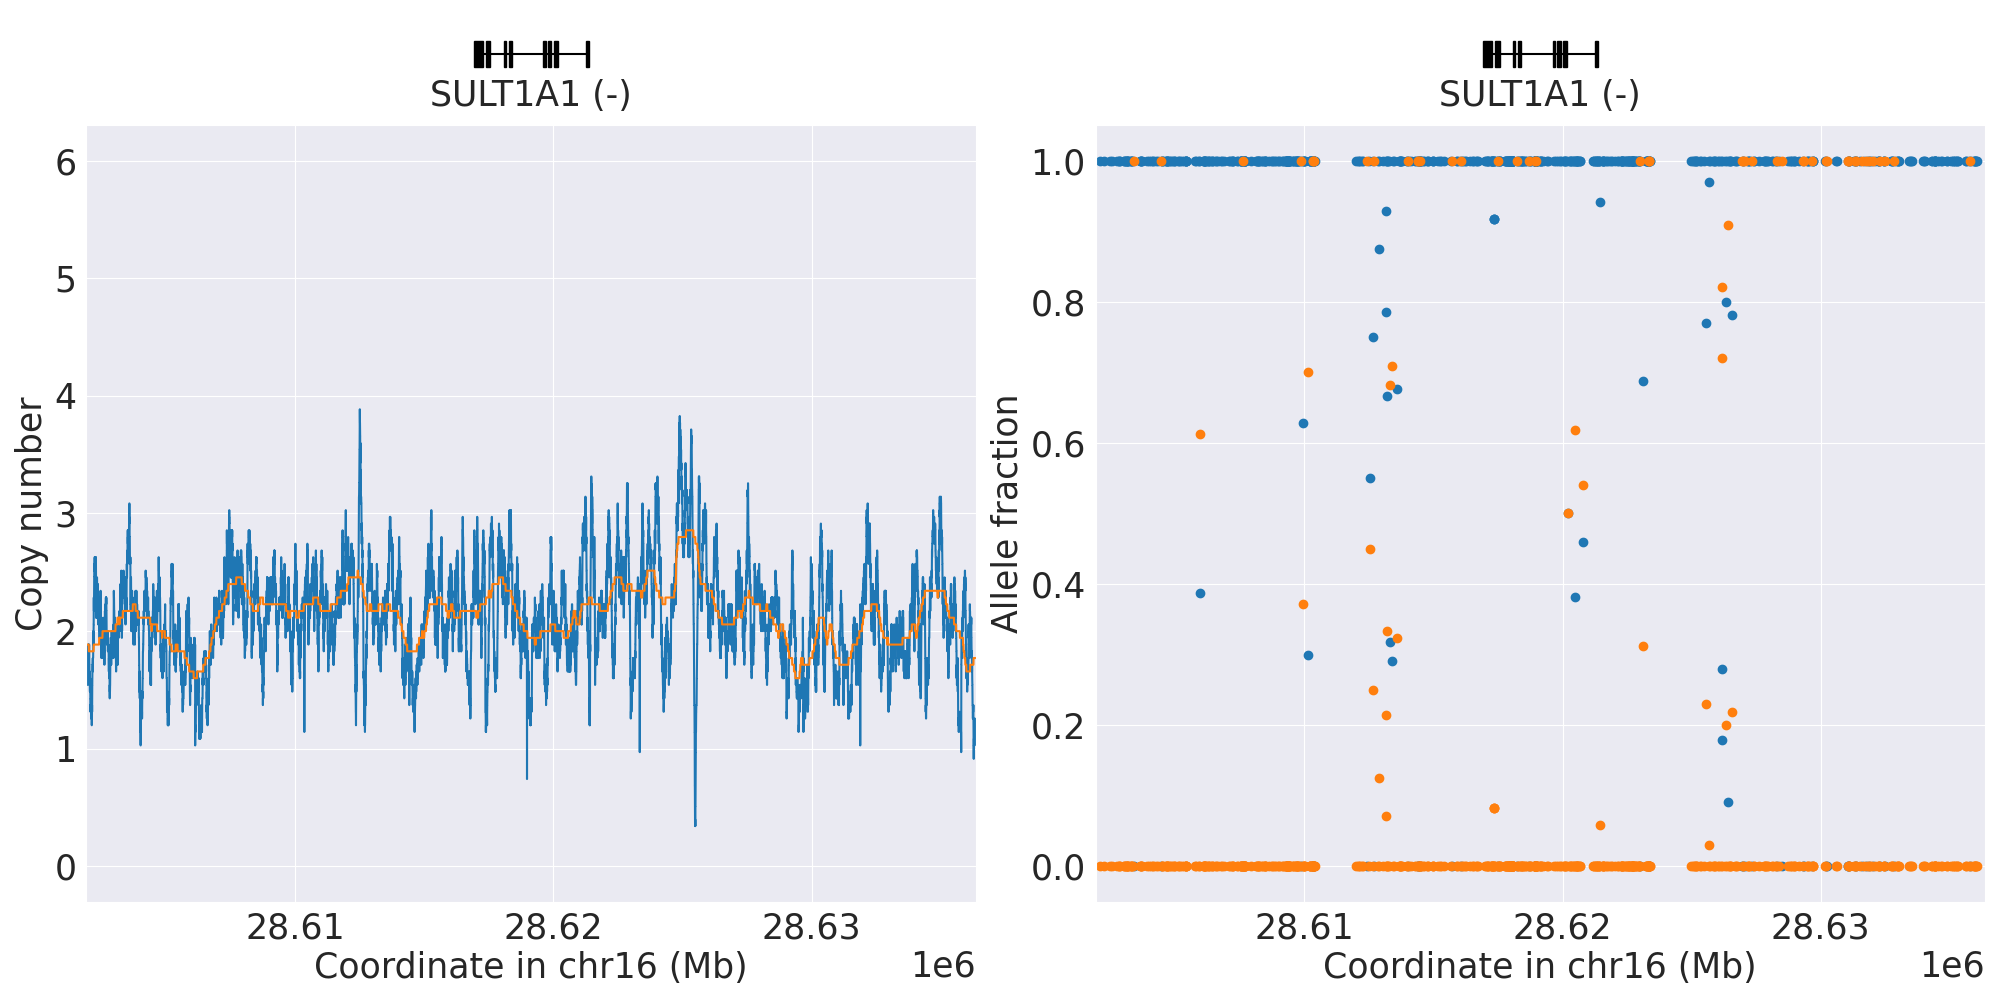 SULT1A1 (-)
6
5
4
3
2
1
0
Copy number
28.61
28.62
28.63
Coordinate in chr16 (Mb)
1e6
SULT1A1 (-)
1.0
0.8
0.6
0.4
0.2
0.0
Allele fraction
28.61
28.62
28.63
Coordinate in chr16 (Mb)
1e6